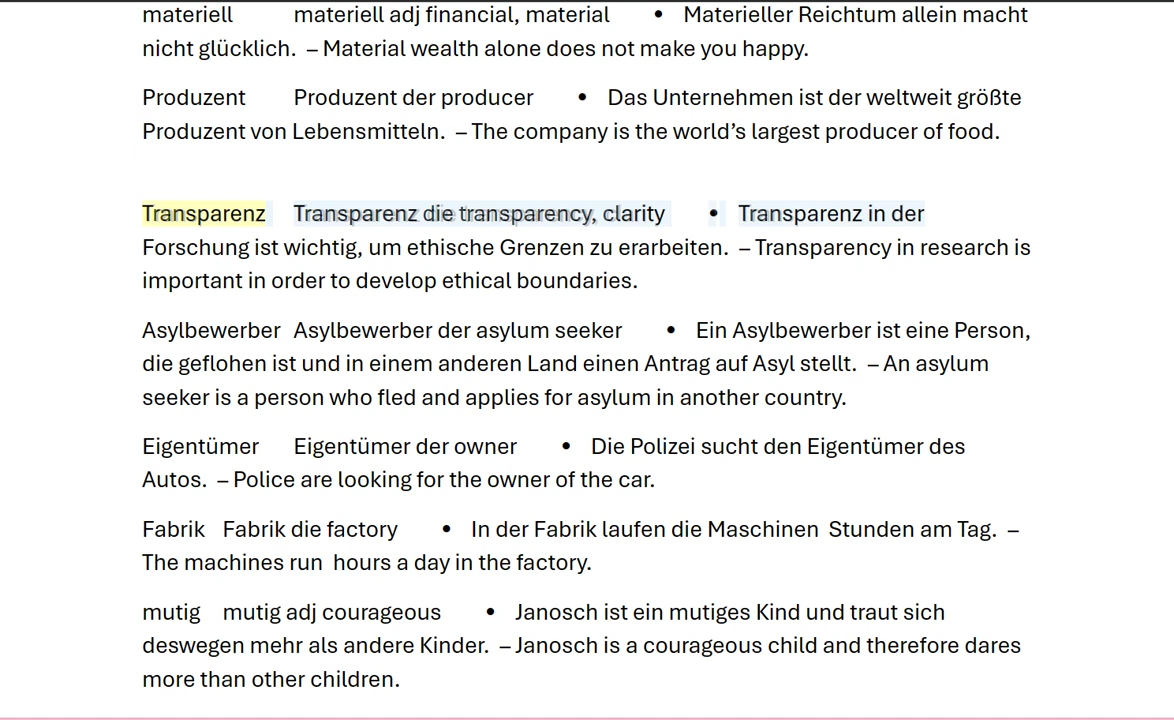 materiell materiell adj financial, material • Materieller Reichtum allein macht
nicht glücklich. – Material wealth alone does not make you happy.
Produzent Produzent der producer • Das Unternehmen ist der weltweit größte
Produzent von Lebensmitteln. – The company is the world’s largest producer of food.
Transparenz Transparenz die transparency, clarity • Transparenz in der
Forschung ist wichtig, um ethische Grenzen zu erarbeiten. – Transparency in research is
important in order to develop ethical boundaries.
Asylbewerber Asylbewerber der asylum seeker • Ein Asylbewerber ist eine Person,
die geflohen ist und in einem anderen Land einen Antrag auf Asyl stellt. – An asylum
seeker is a person who fled and applies for asylum in another country.
Eigentümer Eigentümer der owner • Die Polizei sucht den Eigentümer des
Autos. – Police are looking for the owner of the car.
Fabrik Fabrik die factory • In der Fabrik laufen die Maschinen Stunden am Tag. –
The machines run hours a day in the factory.
mutig mutig adj courageous • Janosch ist ein mutiges Kind und traut sich
deswegen mehr als andere Kinder. – Janosch is a courageous child and therefore dares
more than other children.